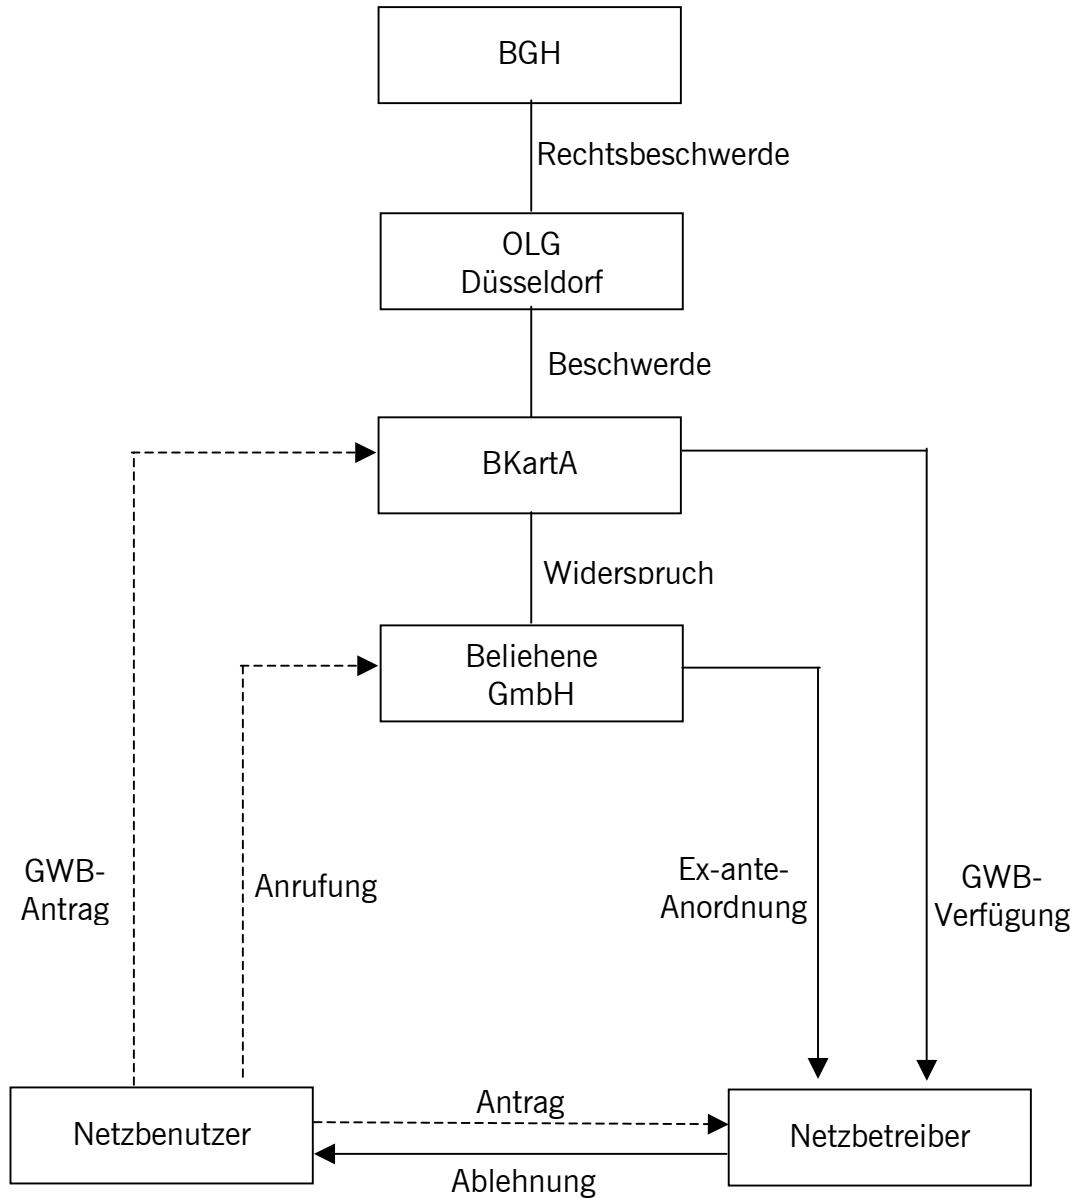 BGH
Rechtsbeschwerde
OLG
Düsseldorf
Beschwerde
BKartA
Widerspruch
Beliehene
GmbH
GWB-
Antrag
Anrufung
Ex-ante-
Anordnung
GWB-
Verfügung
Netzbenutzer
Antrag
Ablehnung
Netzbetreiber